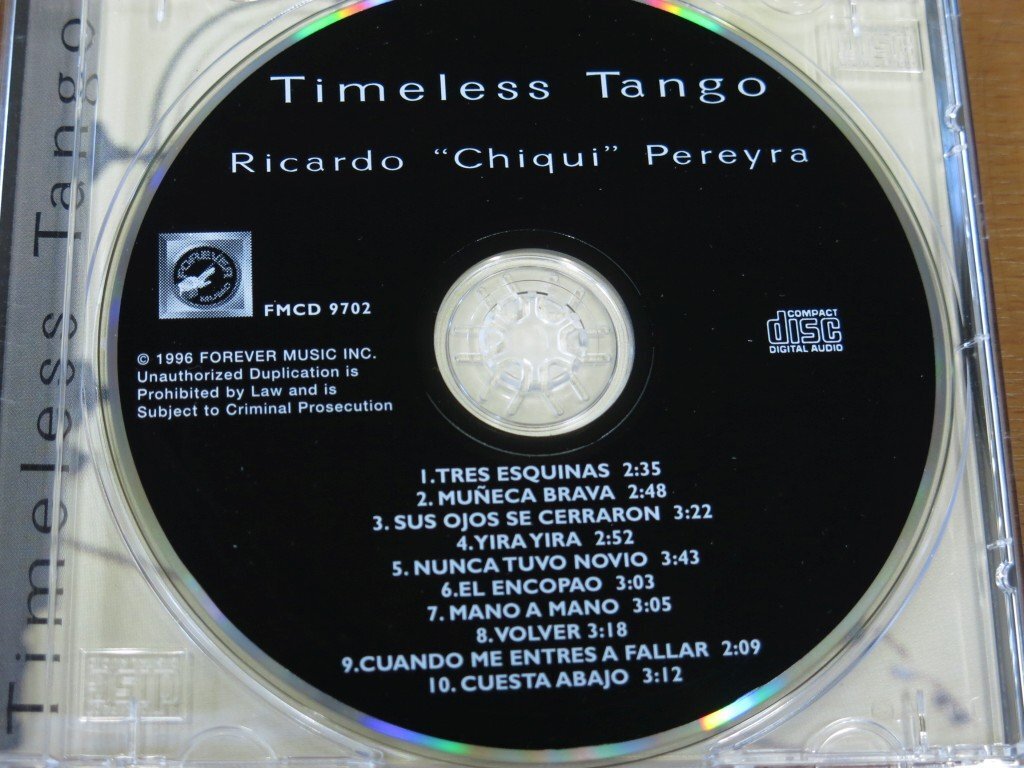 Timeless Tango
Timeless Tango
Ricardo “Chiqui” Pereyra
FOREVER
MUSIC
FMCD 9702
COMPACT
disc
DIGITAL AUDIO
© 1996 FOREVER MUSIC INC.
Unauthorized Duplication is
Prohibited by Law and is
Subject to Criminal Prosecution
1.TRES ESQUINAS 2:35
2. MUÑECA BRAVA 2:48
3. SUS OJOS SE CERRARON 3:22
4.YIRA YIRA 2:52
5. NUNCA TUVO NOVIO 3:43
6.EL ENCOPAO 3:03
7. MANO A MANO 3:05
8. VOLVER 3:18
9.CUANDO ME ENTRES A FALLAR 2:09
10. CUESTA ABAJO 3:12